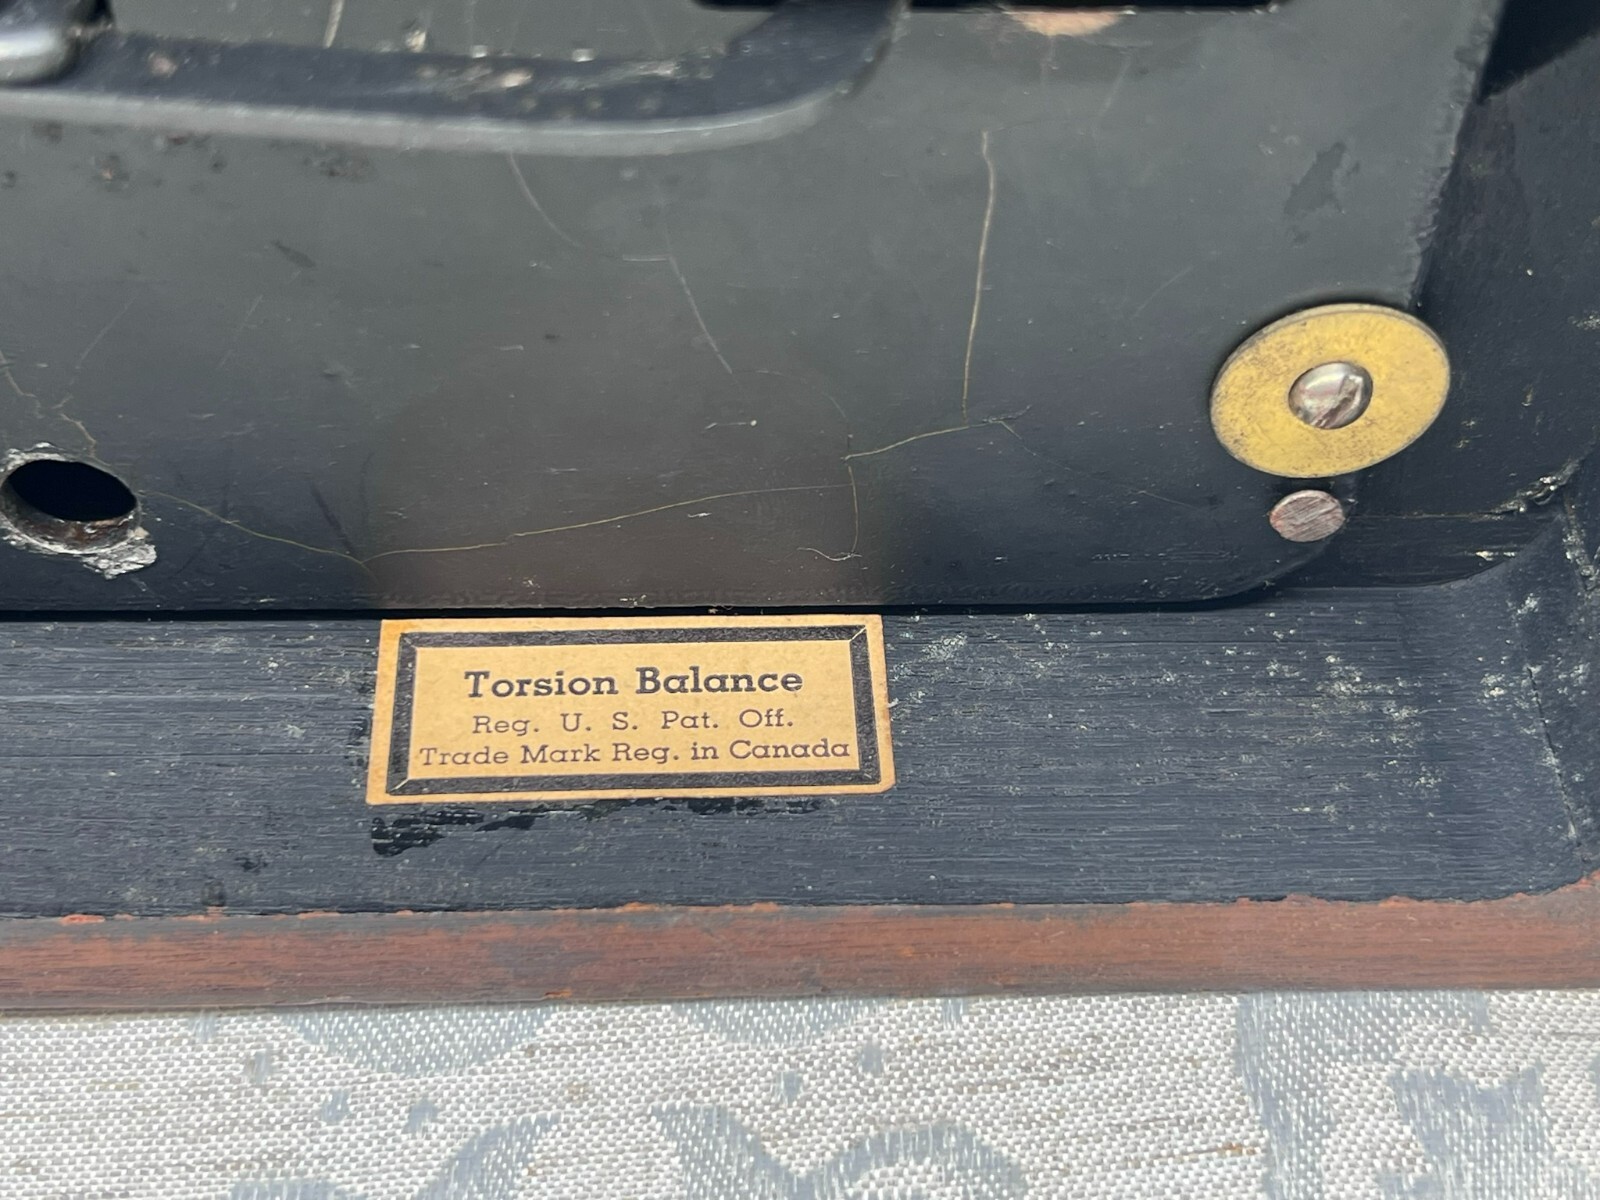 Torsion Balance
Reg. U. S. Pat. Off.
Trade Mark Reg. in Canada